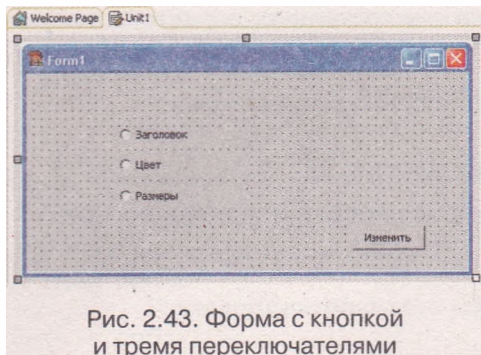 Welcome Page Unit1
Form1
Заголовок
Цвет
Размеры
Изменить
Рис. 2.43. Форма с кнопкой
и тремя переключателями